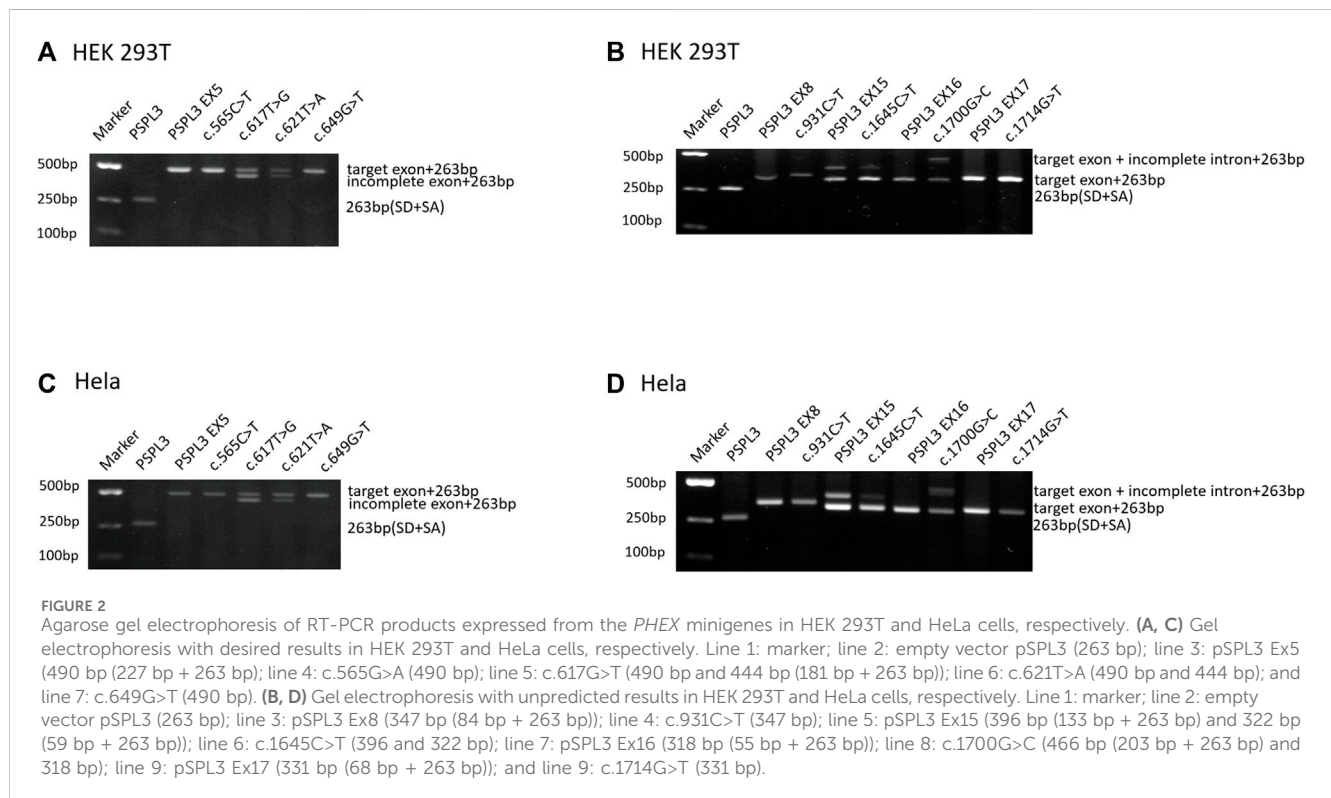 A HEK 293T
Marker
PSPL3
PSPL3 EX5
c.565C>T
c.617T>G
c.621T>A
c.649G>T
500bp
250bp
100bp
target exon+263bp
incomplete exon+263bp
263bp(SD+SA)
B HEK 293T
Marker
PSPL3
PSPL3 EX8
c.931C>T
PSPL3 EX15
c.1645C>T
PSPL3 EX16
c.1700G>C
PSPL3 EX17
c.1714G>T
500bp
250bp
100bp
target exon + incomplete intron+263bp
target exon+263bp
263bp(SD+SA)
C Hela
Marker
PSPL3
PSPL3 EX5
c.565C>T
c.617T>G
c.621T>A
c.649G>T
500bp
250bp
100bp
target exon+263bp
incomplete exon+263bp
263bp(SD+SA)
D Hela
Marker
PSPL3
PSPL3 EX8
c.931C>T
PSPL3 EX15
c.1645C>T
PSPL3 EX16
c.1700G>C
PSPL3 EX17
c.1714G>T
500bp
250bp
100bp
target exon + incomplete intron+263bp
target exon+263bp
263bp(SD+SA)
FIGURE 2
Agarose gel electrophoresis of RT-PCR products expressed from the PHEX minigenes in HEK 293T and HeLa cells, respectively. (A, C) Gel
electrophoresis with desired results in HEK 293T and HeLa cells, respectively. Line 1: marker; line 2: empty vector pSPL3 (263 bp); line 3: pSPL3 Ex5
(490 bp (227 bp + 263 bp); line 4: c.565G>A (490 bp); line 5: c.617G>T (490 bp and 444 bp (181 bp + 263 bp)); line 6: c.621T>A (490 bp and 444 bp); and
line 7: c.649G>T (490 bp). (B, D) Gel electrophoresis with unpredicted results in HEK 293T and HeLa cells, respectively. Line 1: marker; line 2: empty
vector pSPL3 (263 bp); line 3: pSPL3 Ex8 (347 bp (84 bp + 263 bp)); line 4: c.931C>T (347 bp); line 5: pSPL3 Ex15 (396 bp (133 bp + 263 bp) and 322 bp
(59 bp + 263 bp)); line 6: c.1645C>T (396 and 322 bp); line 7: pSPL3 Ex16 (318 bp (55 bp + 263 bp)); line 8: c.1700G>C (466 bp (203 bp + 263 bp) and
318 bp); line 9: pSPL3 Ex17 (331 bp (68 bp + 263 bp)); and line 9: c.1714G>T (331 bp).